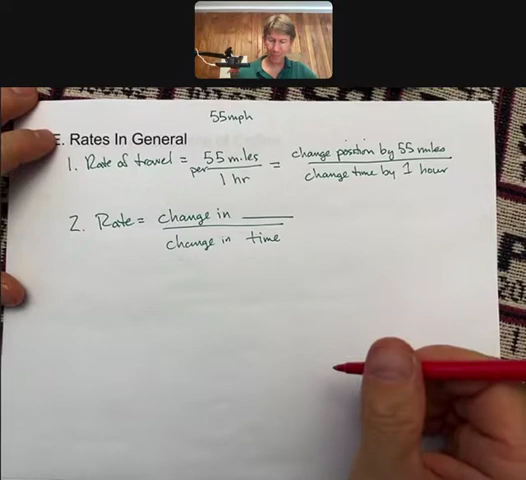 55mph
E. Rates In General
1. Rate of travel = 55 miles per / 1 hr = change position by 55 miles / change time by 1 hour
2. Rate = change in ______ / change in time